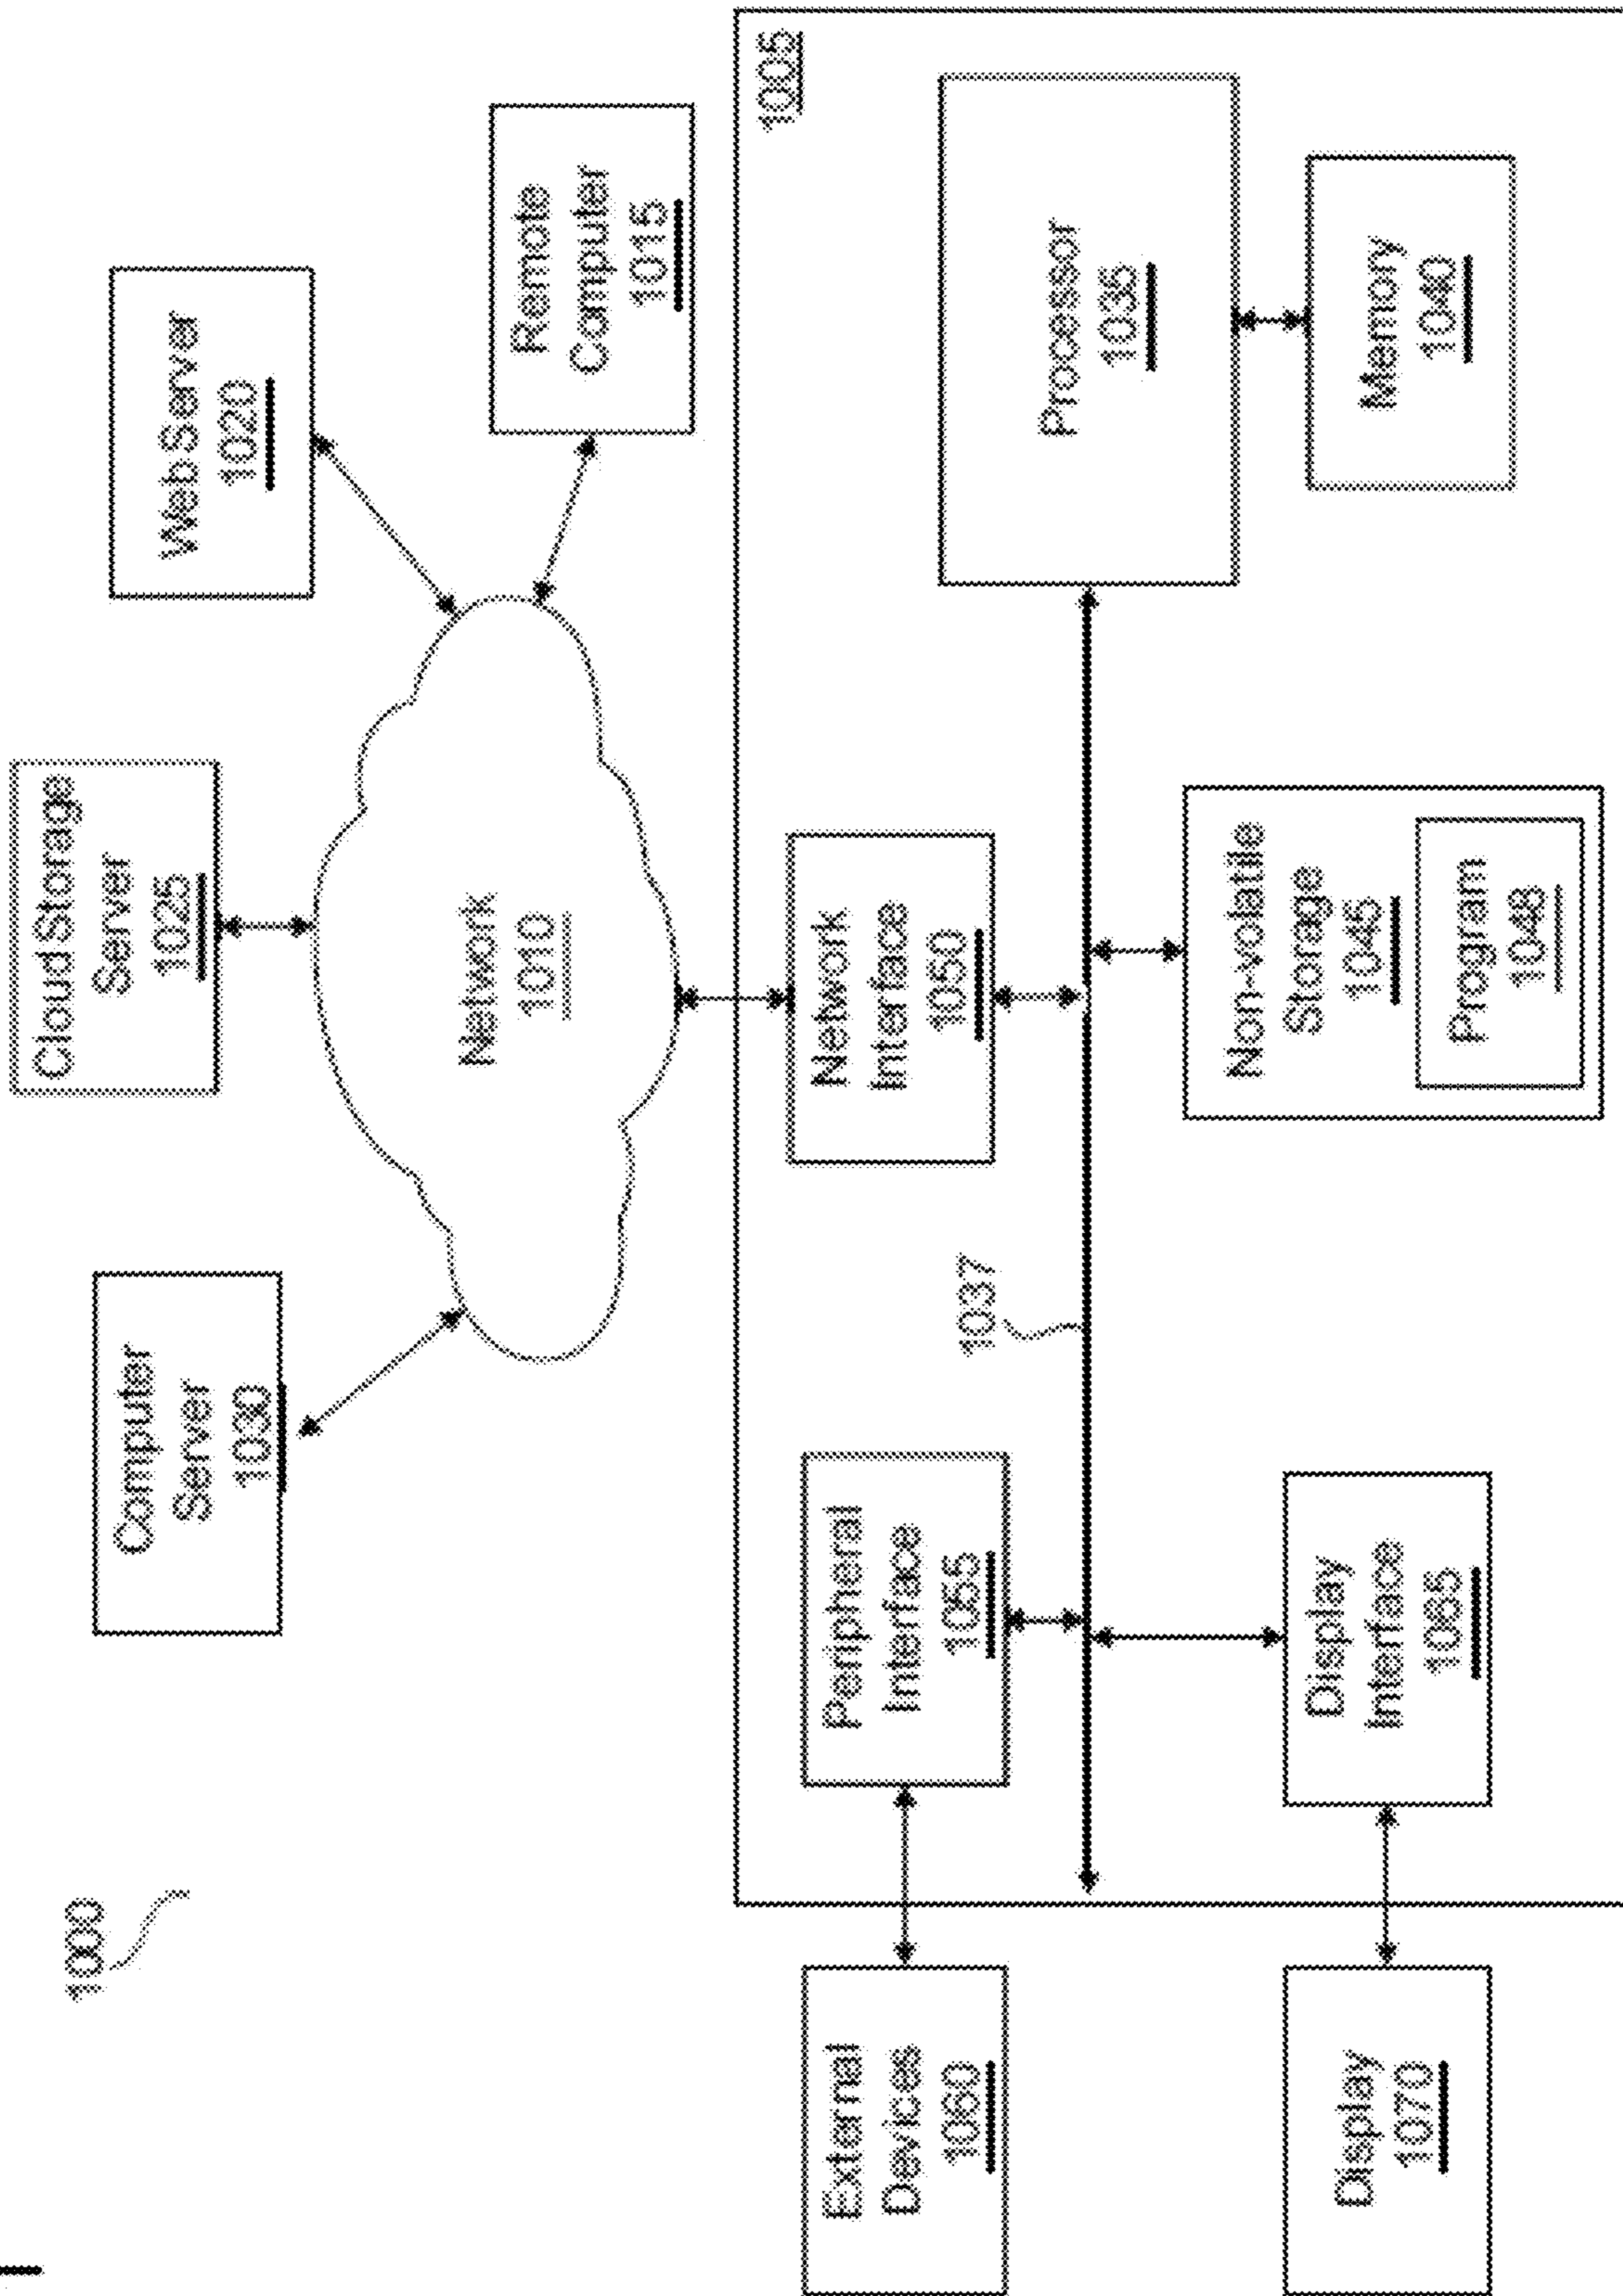 1000
Computer
Server
1030
Cloud Storage
Server
1025
Web Server
1020
Remote
Computer
1015
Network
1010
1005
External
Devices
1060
Peripheral
Interface
1055
Network
Interface
1050
1037
Processor
1035
Display
1070
Display
Interface
1065
Non-volatile
Storage
1045
Program
1048
Memory
1040